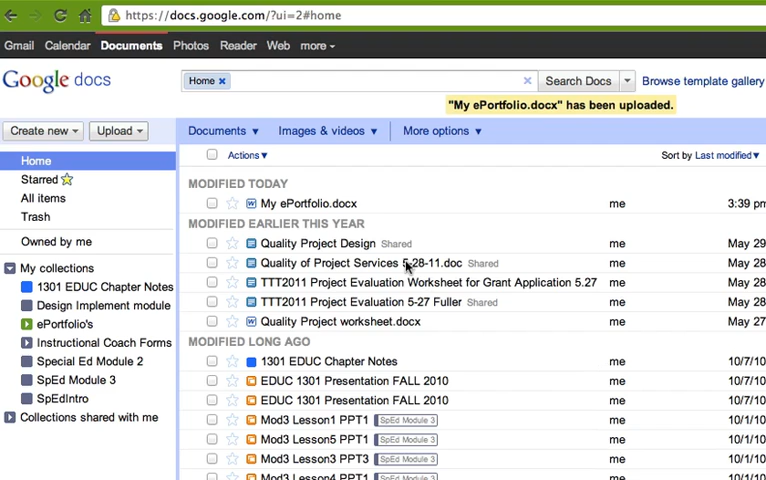 https://docs.google.com/?ui=2#home
Gmail Calendar Documents Photos Reader Web more
Google docs
Home x
Search Docs
Browse template gallery
"My ePortfolio.docx" has been uploaded.
Create new Upload
Documents Images & videos More options
Home
Actions
Sort by Last modified
Starred
MODIFIED TODAY
All items
My ePortfolio.docx me 3:39 pm
Trash
MODIFIED EARLIER THIS YEAR
Owned by me
Quality Project Design Shared me May 29
My collections
Quality of Project Services 5-28-11.doc Shared me May 28
1301 EDUC Chapter Notes
TTT2011 Project Evaluation Worksheet for Grant Application 5.27 me May 28
Design Implement module
TTT2011 Project Evaluation 5-27 Fuller Shared me May 28
ePortfolio's
Quality Project worksheet.docx me May 27
Instructional Coach Forms
MODIFIED LONG AGO
Special Ed Module 2
1301 EDUC Chapter Notes me 10/7/10
SpEd Module 3
EDUC 1301 Presentation FALL 2010 me 10/7/10
SpEdIntro
EDUC 1301 Presentation FALL 2010 me 10/7/10
Collections shared with me
Mod3 Lesson1 PPT1 SpEd Module 3 me 10/1/10
Mod3 Lesson5 PPT1 SpEd Module 3 me 10/1/10
Mod3 Lesson3 PPT3 SpEd Module 3 me 10/1/10
Mod3 Lesson4 PPT1 SpEd Module 3 me 10/1/10